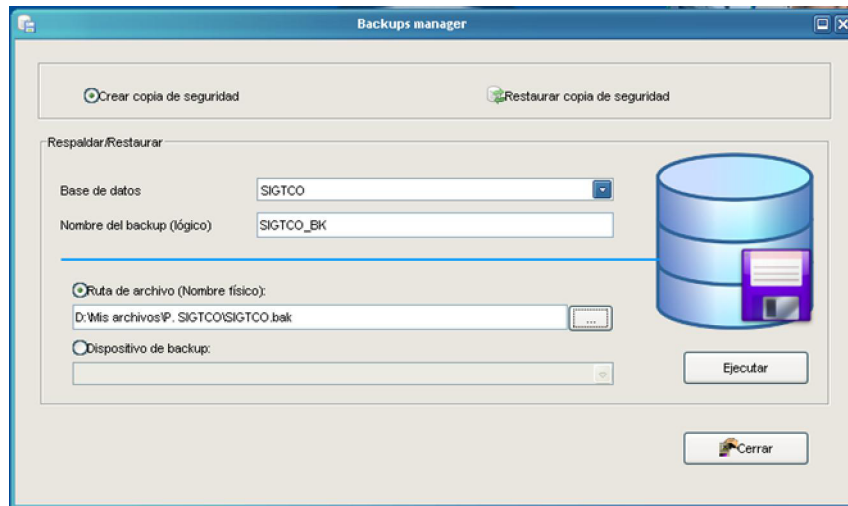 Backups manager
Crear copia de seguridad
Restaurar copia de seguridad
Respaldar/Restaurar
Base de datos
SIGTCO
Nombre del backup (lógico)
SIGTCO_BK
Ruta de archivo (Nombre físico):
D:\Mis archivos\P. SIGTCO\SIGTCO.bak
...
Dispositivo de backup:
Ejecutar
Cerrar